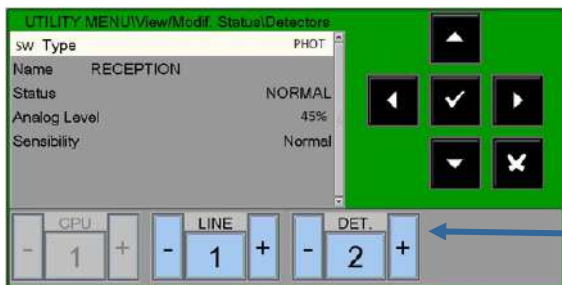 UTILITY MENU\View/Modif. Status\Detectors
SW Type PHOT
Name RECEPTION
Status NORMAL
Analog Level 45%
Sensibility Normal
CPU LINE DET.
- 1 + - 1 + - 2 +